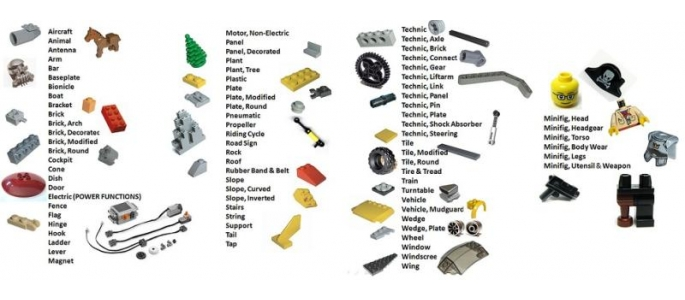 Aircraft
Animal
Antenna
Arm
Bar
Baseplate
Bionicle
Boat
Bracket
Brick
Brick, Arch
Brick, Decorated
Brick, Modified
Brick, Round
Cockpit
Cone
Dish
Door
Electric (POWER FUNCTIONS)
Fence
Flag
Hinge
Hook
Ladder
Lever
Magnet
Motor, Non-Electric
Panel
Panel, Decorated
Plant
Plant, Tree
Plastic
Plate
Plate, Modified
Plate, Round
Pneumatic
Propeller
Riding Cycle
Road Sign
Rock
Roof
Rubber Band & Belt
Slope
Slope, Curved
Slope, Inverted
Stairs
String
Support
Tail
Tap
Technic
Technic, Axle
Technic, Brick
Technic, Connect
Technic, Gear
Technic, Liftarm
Technic, Link
Technic, Panel
Technic, Pin
Technic, Plate
Technic, Shock Absorber
Technic, Steering
Tile
Tile, Modified
Tile, Round
Tire & Tread
Train
Turntable
Vehicle
Vehicle, Mudguard
Wedge
Wedge, Plate
Wheel
Window
Windscree
Wing
Minifig, Head
Minifig, Headgear
Minifig, Torso
Minifig, Body Wear
Minifig, Legs
Minifig, Utensil & Weapon